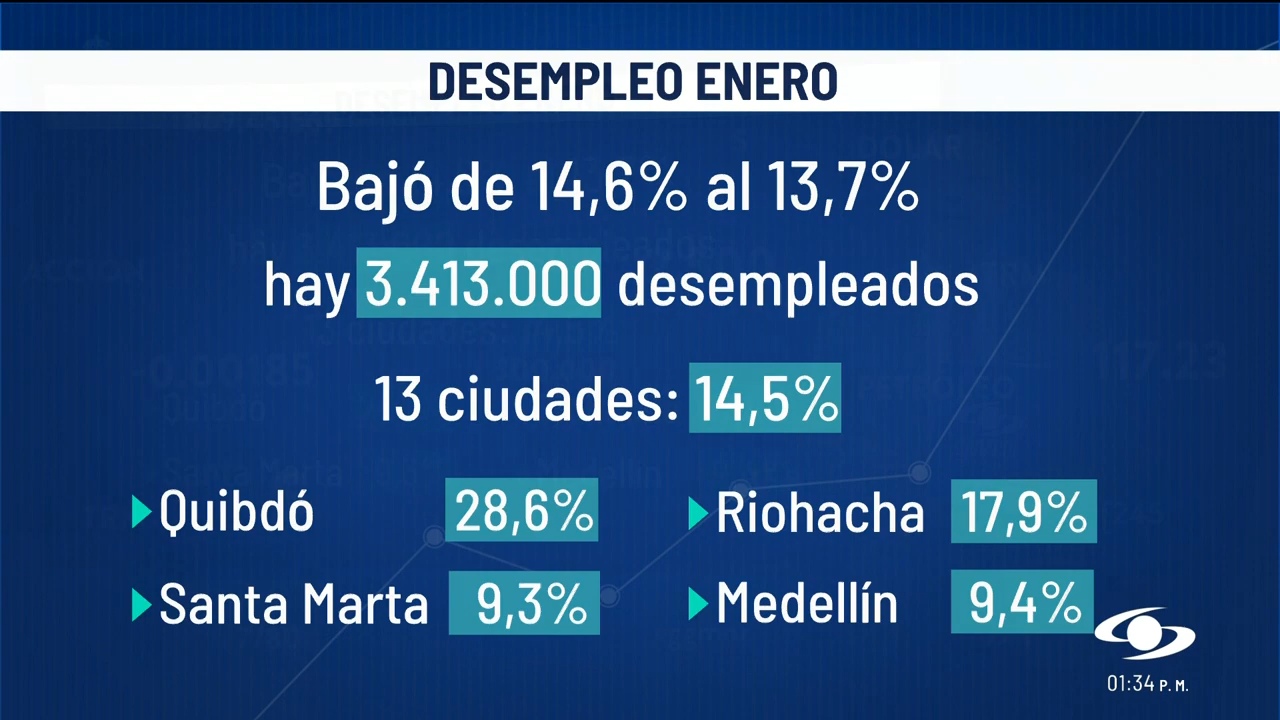 DESEMPLEO ENERO
Bajó de 14,6% al 13,7%
hay 3.413.000 desempleados
13 ciudades: 14,5%
Quibdó 28,6% Riohacha 17,9%
Santa Marta 9,3% Medellín 9,4%
01:34 P. M.